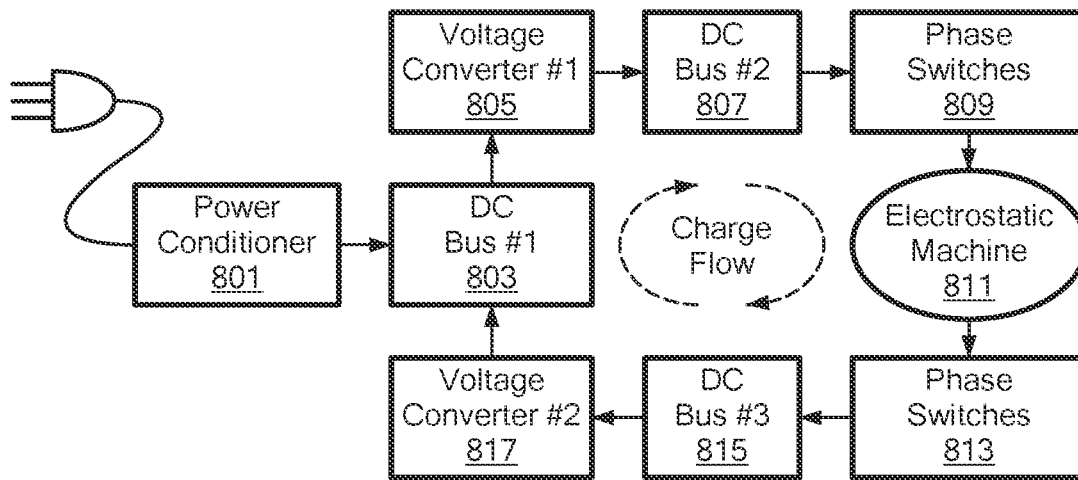 Voltage
Converter #1
805
DC
Bus #2
807
Phase
Switches
809
Power
Conditioner
801
DC
Bus #1
803
Charge
Flow
Electrostatic
Machine
811
Voltage
Converter #2
817
DC
Bus #3
815
Phase
Switches
813